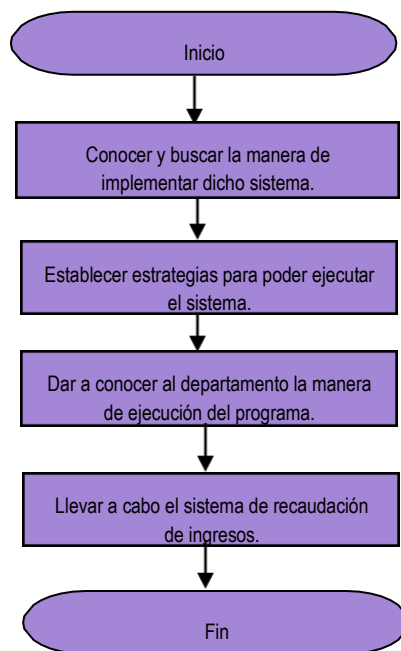 Inicio
Conocer y buscar la manera de
implementar dicho sistema.
Establecer estrategias para poder ejecutar
el sistema.
Dar a conocer al departamento la manera
de ejecución del programa.
Llevar a cabo el sistema de recaudación
de ingresos.
Fin